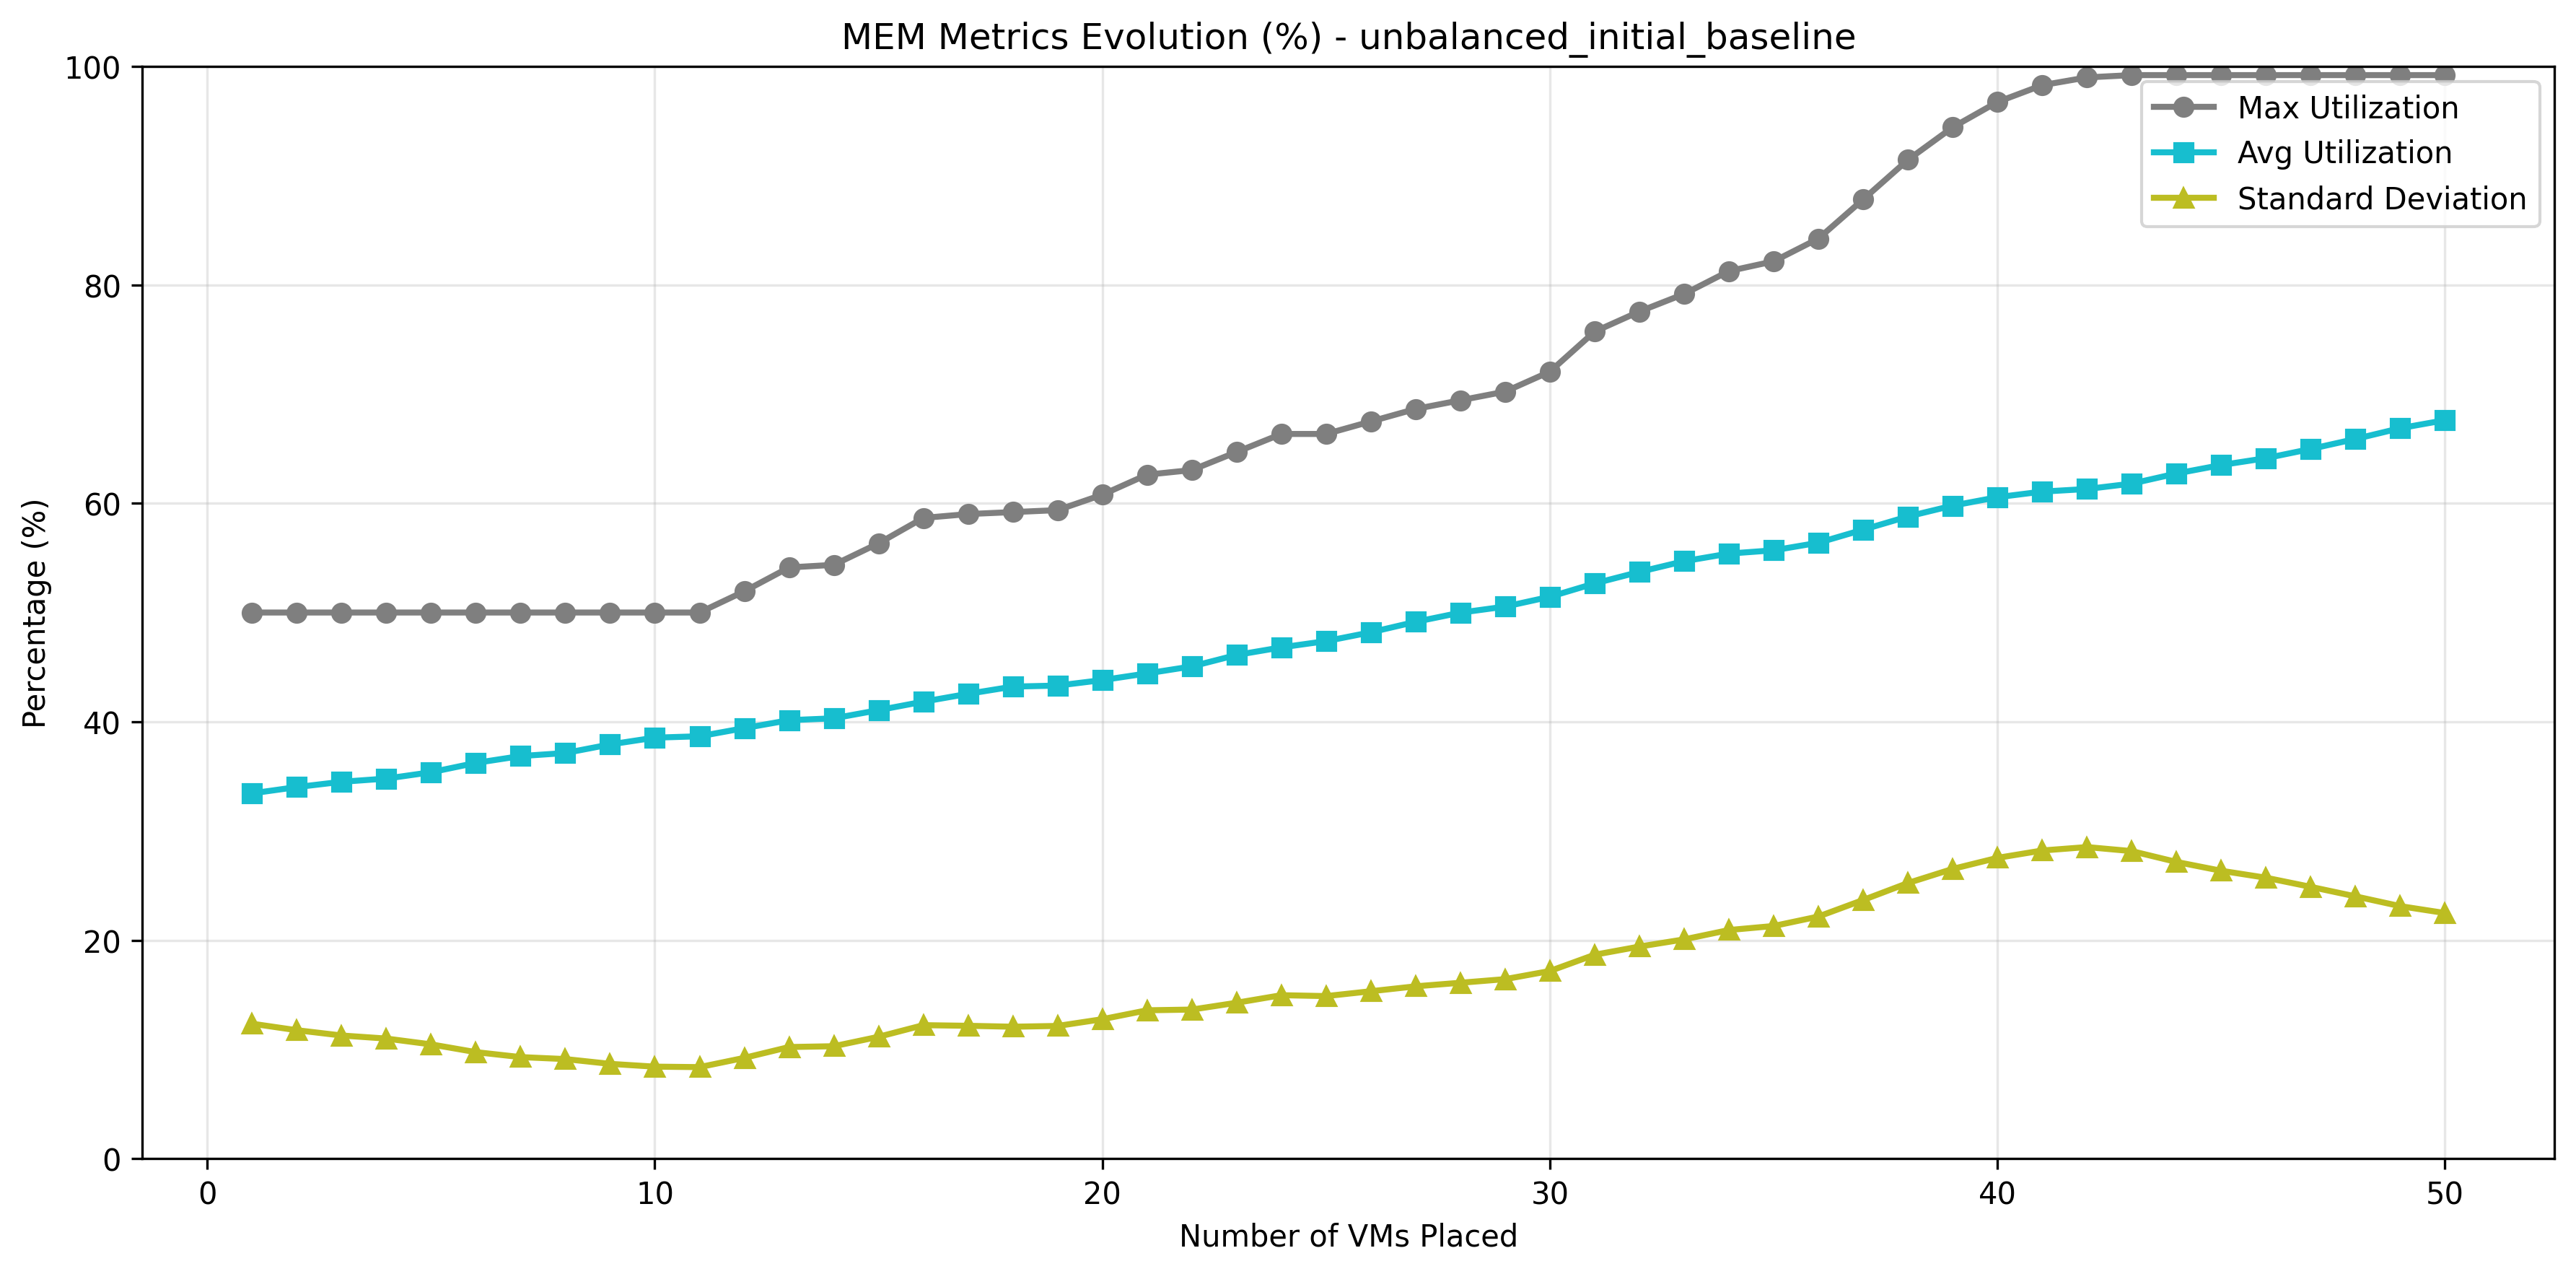 MEM Metrics Evolution (%) - unbalanced_initial_baseline
100
80
60
40
20
0
Percentage (%)
Max Utilization
Avg Utilization
Standard Deviation
0 10 20 30 40 50
Number of VMs Placed